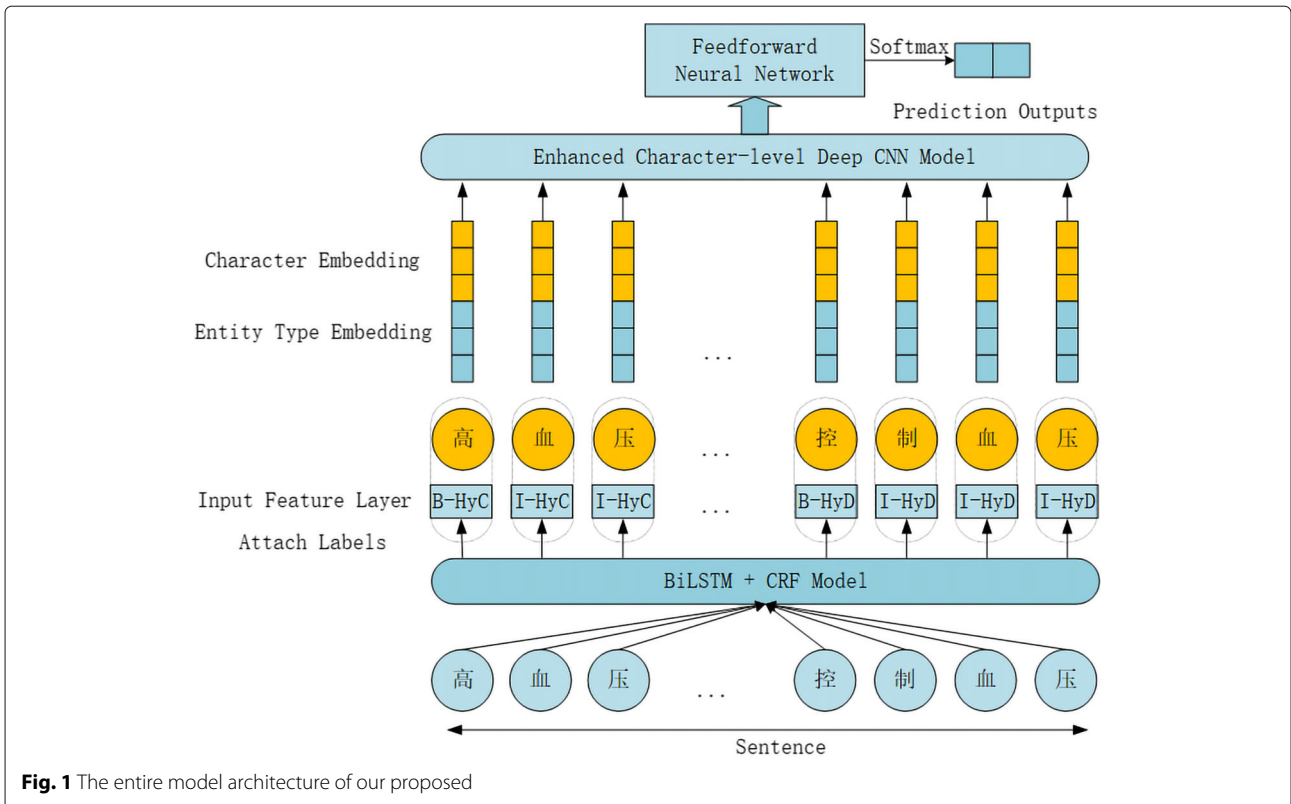 Feedforward
Neural Network
Softmax
Prediction Outputs
Enhanced Character-level Deep CNN Model
Character Embedding
Entity Type Embedding
...
高 血 压 ... 控 制 血 压
Input Feature Layer B-HyC I-HyC I-HyC ... B-HyD I-HyD I-HyD I-HyD
Attach Labels
BiLSTM + CRF Model
高 血 压 ... 控 制 血 压
Sentence
Fig. 1 The entire model architecture of our proposed